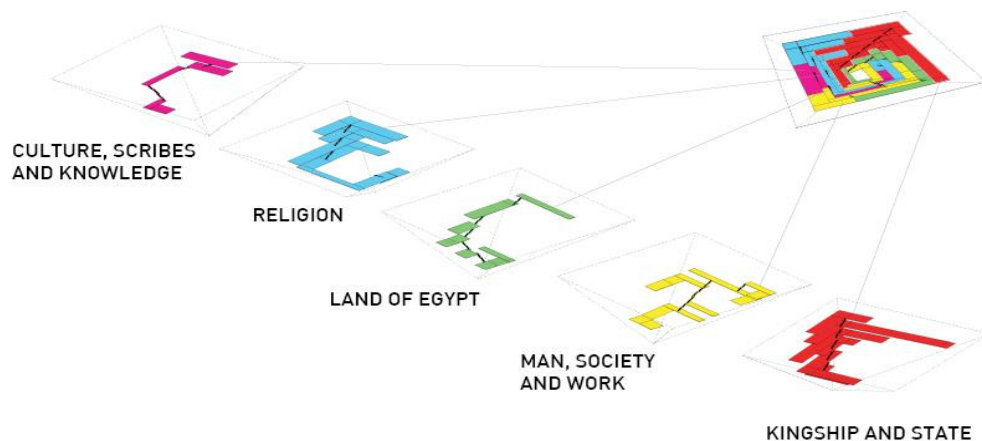 CULTURE, SCRIBES
AND KNOWLEDGE
RELIGION
LAND OF EGYPT
MAN, SOCIETY
AND WORK
KINGSHIP AND STATE